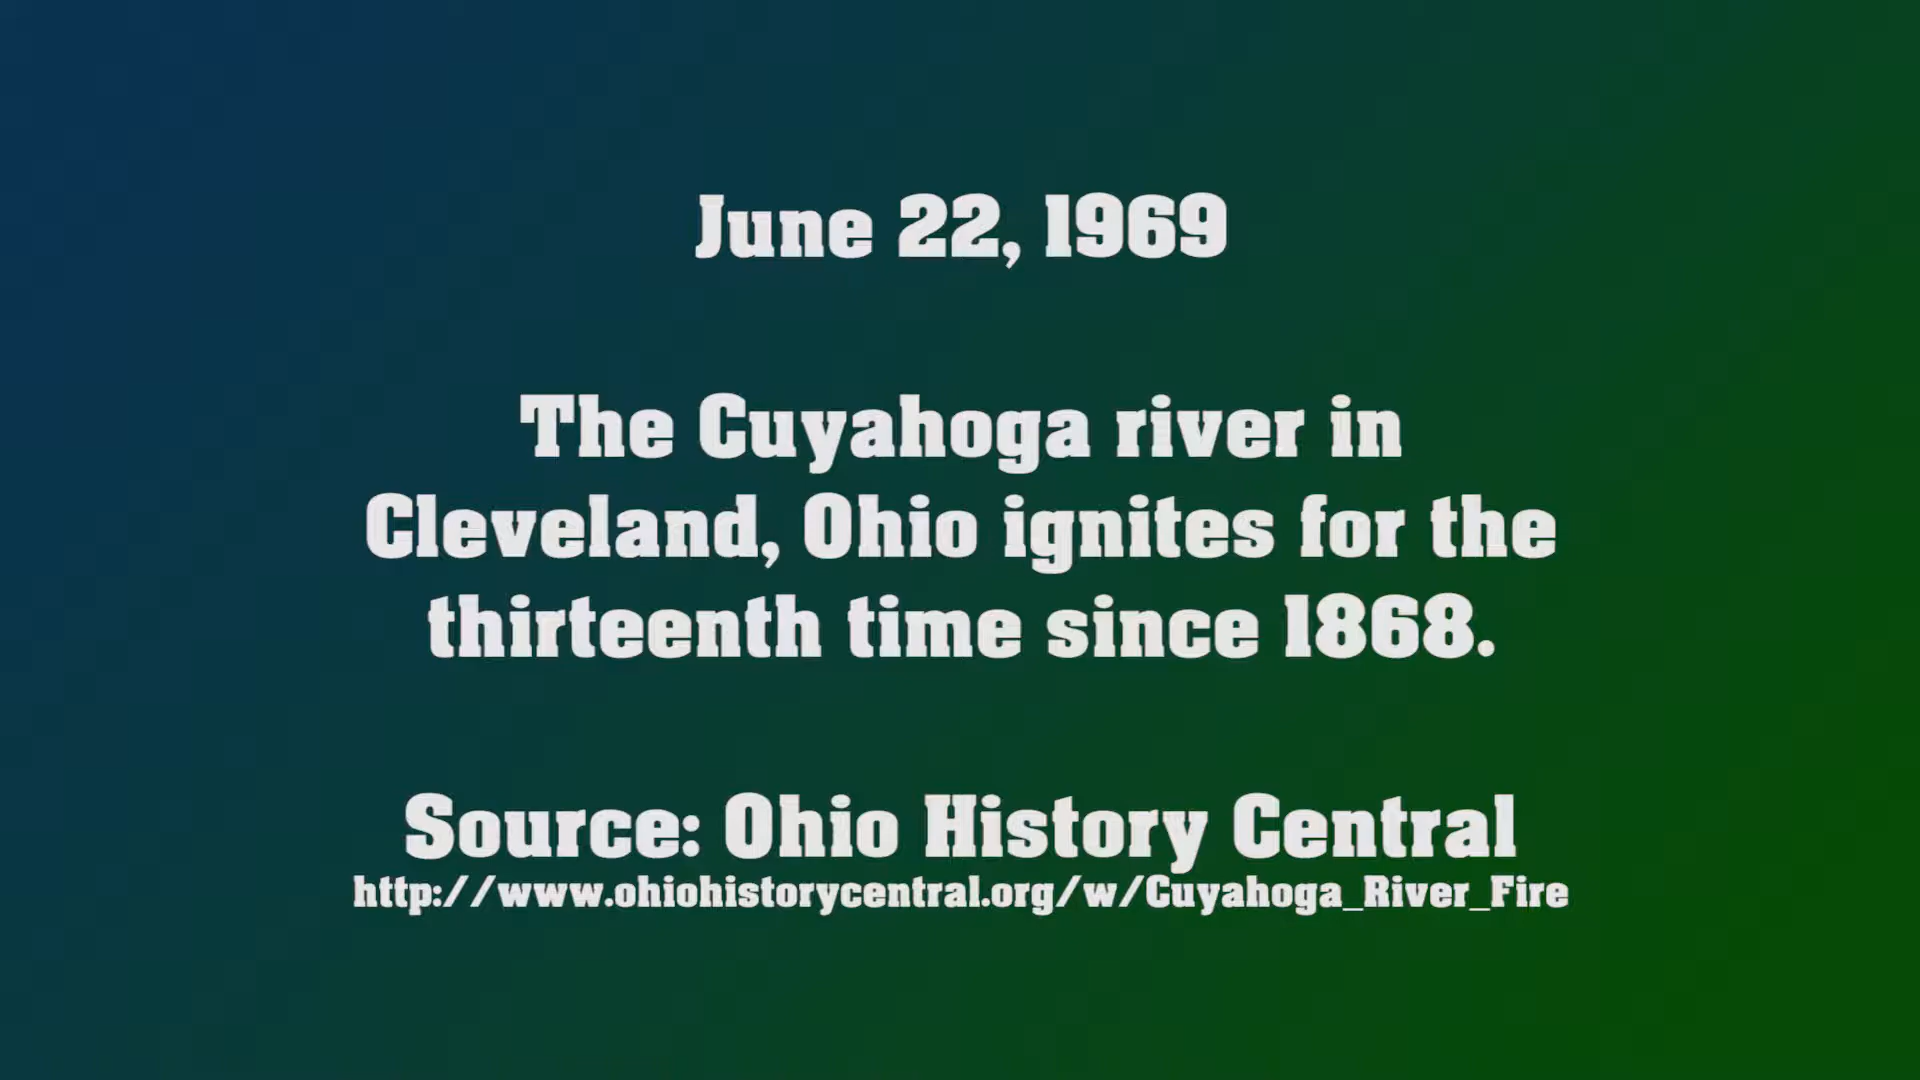 June 22, 1969
The Cuyahoga river in
Cleveland, Ohio ignites for the
thirteenth time since 1868.
Source: Ohio History Central
http://www.ohiohistorycentral.org/w/Cuyahoga_River_Fire